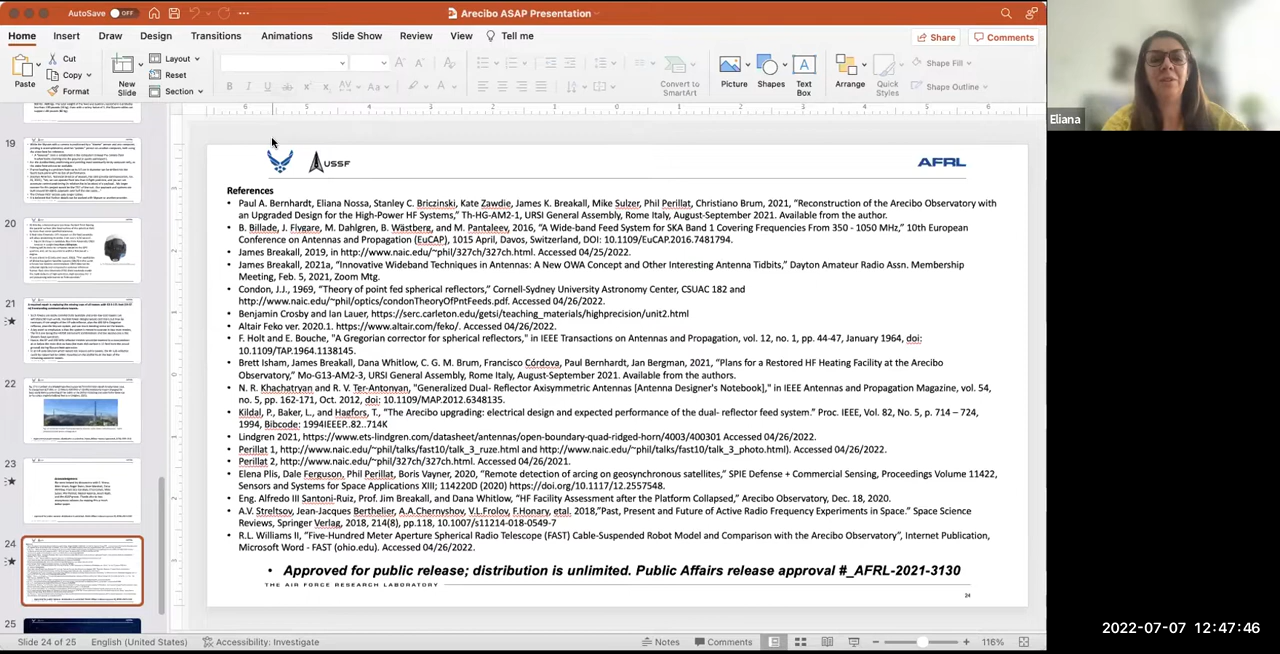 AutoSave OFF
Arecibo ASAP Presentation
Home Insert Draw Design Transitions Animations Slide Show Review View Tell me
Share Comments
Paste
Cut
Copy
Format
New
Slide
Layout
Reset
Section
Convert to
SmartArt
Picture
Shapes
Text
Box
Arrange
Quick
Styles
Shape Fill
Shape Outline
Eliana
19
20
21
22
23
24
25
USSF
AFRL
References
• Paul A. Bernhardt, Eliana Nossa, Stanley C. Briczinski, Kate Zawdie, James K. Breakall, Mike Sulzer, Phil Perillat, Christiano Brum, 2021, “Reconstruction of the Arecibo Observatory with
an Upgraded Design for the High-Power HF Systems,” Th-HG-AM2-1, URSI General Assembly, Rome Italy, August-September 2021. Available from the author.
• B. Billade, J. Flygare, M. Dahlgren, B. Wästberg, and M. Pantaleev, 2016, “A Wide-band Feed System for SKA Band 1 Covering Frequencies From 350 - 1050 MHz,” 10th European
Conference on Antennas and Propagation (EuCAP), 10-15 April, Davos, Switzerland, DOI: 10.1109/EuCAP.2016.7481794.
• James Breakall, 2019, in http://www.naic.edu/~phil/327ch/327ch.html. Accessed 04/25/2022.
• James Breakall, 2021a, “Innovative Wideband Techniques in Antennas: A New OWA Concept and Other Interesting Antenna Tidbits,” Dayton Amateur Radio Assn. Membership
Meeting, Feb. 5, 2021, Zoom Mtg.
• Condon, J.J., 1969, “Theory of point fed spherical reflectors,” Cornell-Sydney University Astronomy Center, CSUAC 182 and
http://www.naic.edu/~phil/optics/condonTheoryOfPntFeeds.pdf. Accessed 04/26/2022.
• Benjamin Crosby and Ian Lauer, https://serc.carleton.edu/getsi/teaching_materials/highprecision/unit2.html
• Altair Feko ver. 2020.1. https://www.altair.com/feko/. Accessed 04/26/2022.
• F. Holt and E. Bouche, “A Gregorian corrector for spherical reflectors,” in IEEE Transactions on Antennas and Propagation, vol. 12, no. 1, pp. 44-47, January 1964, doi:
10.1109/TAP.1964.1138145.
• Brett Isham, James Breakall, Dana Whitlow, C. G. M. Brum, Francisco Córdova, Paul Bernhardt, Jan Bergman, 2021, “Plans for a Restored HF Heating Facility at the Arecibo
Observatory,” Mo-G13-AM2-3, URSI General Assembly, Rome Italy, August-September 2021. Available from the authors.
• N. R. Khachatryan and R. V. Ter-Antonyan, “Generalized Dual- Reflector Axisymmetric Antennas [Antenna Designer's Notebook],” in IEEE Antennas and Propagation Magazine, vol. 54,
no. 5, pp. 162-171, Oct. 2012, doi: 10.1109/MAP.2012.6348135.
• Kildal, P., Baker, L., and Hagfors, T., “The Arecibo upgrading: electrical design and expected performance of the dual- reflector feed system.” Proc. IEEE, Vol. 82, No. 5, p. 714 – 724,
1994, Bibcode: 1994IEEEP..82..714K
• Lindgren 2021, https://www.ets-lindgren.com/datasheet/antennas/open-boundary-quad-ridged-horn/4003/400301 Accessed 04/26/2022.
• Perillat 1, http://www.naic.edu/~phil/talks/fast10/talk_3_ruze.html and http://www.naic.edu/~phil/talks/fast10/talk_3_photo.html). Accessed 04/26/2022.
• Perillat 2, http://www.naic.edu/~phil/327ch/327ch.html. Accessed 04/26/2021.
• Elena Plis, Dale Ferguson, Phil Perillat, Boris Vayner, 2020, “Remote detection of arcing on geosynchronous satellites,” SPIE Defense + Commercial Sensing, Proceedings Volume 11422,
Sensors and Systems for Space Applications XIII; 114220D (2020) https://doi.org/10.1117/12.2557548.
• Eng. Alfredo III Santoni-Ruiz, Prof. Jim Breakall, and Dana Whitlow, “HF Facility Assessment after the Platform Collapsed,” Arecibo Observatory, Dec. 18, 2020.
• A.V. Streltsov, Jean-Jacques Berthelier, A.A.Chernyshov, V.L.Frolov, F.Honary, etal. 2018,”Past, Present and Future of Active Radio Frequency Experiments in Space.” Space Science
Reviews, Springer Verlag, 2018, 214(8), pp.118, 10.1007/s11214-018-0549-7
• R.L. Williams II, “Five-Hundred Meter Aperture Spherical Radio Telescope (FAST) Cable-Suspended Robot Model and Comparison with the Arecibo Observatory”, Internet Publication,
Microsoft Word - FAST (ohio.edu). Accessed 04/26/2022.
• Approved for public release; distribution is unlimited. Public Affairs release approval #_AFRL-2021-3130
THE AIR FORCE RESEARCH LABORATORY
24
Slide 24 of 25 English (United States) Accessibility: Investigate Notes Comments 116%
2022-07-07 12:47:46